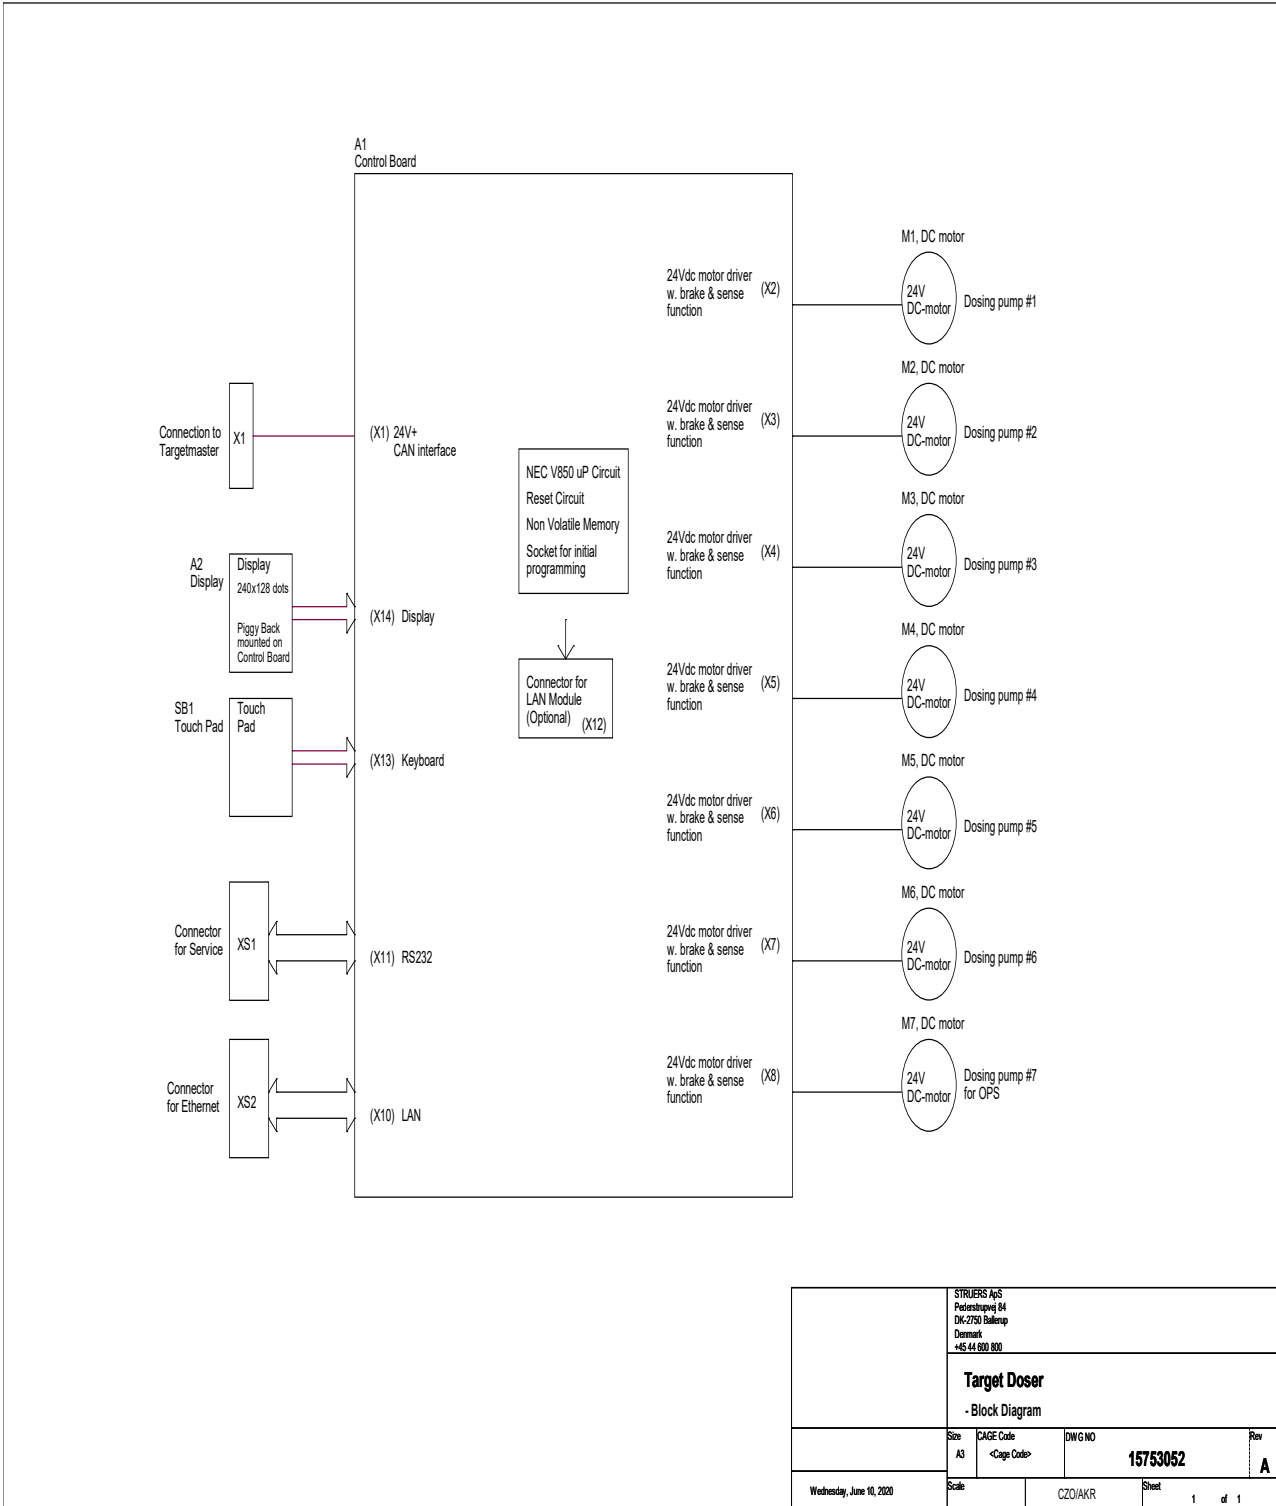 A1
Control Board
Connection to
Targetmaster
X1
(X1) 24V+
CAN interface
A2
Display
Display
240x128 dots
Piggy Back
mounted on
Control Board
(X14) Display
SB1
Touch Pad
Touch
Pad
(X13) Keyboard
Connector
for Service
XS1
(X11) RS232
Connector
for Ethernet
XS2
(X10) LAN
NEC V850 uP Circuit
Reset Circuit
Non Volatile Memory
Socket for initial
programming
Connector for
LAN Module
(Optional) (X12)
24Vdc motor driver
w. brake & sense
function
(X2)
M1, DC motor
24V
DC-motor
Dosing pump #1
24Vdc motor driver
w. brake & sense
function
(X3)
M2, DC motor
24V
DC-motor
Dosing pump #2
24Vdc motor driver
w. brake & sense
function
(X4)
M3, DC motor
24V
DC-motor
Dosing pump #3
24Vdc motor driver
w. brake & sense
function
(X5)
M4, DC motor
24V
DC-motor
Dosing pump #4
24Vdc motor driver
w. brake & sense
function
(X6)
M5, DC motor
24V
DC-motor
Dosing pump #5
24Vdc motor driver
w. brake & sense
function
(X7)
M6, DC motor
24V
DC-motor
Dosing pump #6
24Vdc motor driver
w. brake & sense
function
(X8)
M7, DC motor
24V
DC-motor
Dosing pump #7
for OPS
STRUERS ApS
Pederstrupvej 84
DK-2750 Ballerup
Denmark
+45 44 600 800
Target Doser
- Block Diagram
Size
A3
CAGE Code
<Cage Code>
DWG NO
15753052
Rev
A
Wednesday, June 10, 2020
Scale
CZO/AKR
Sheet
1 of 1